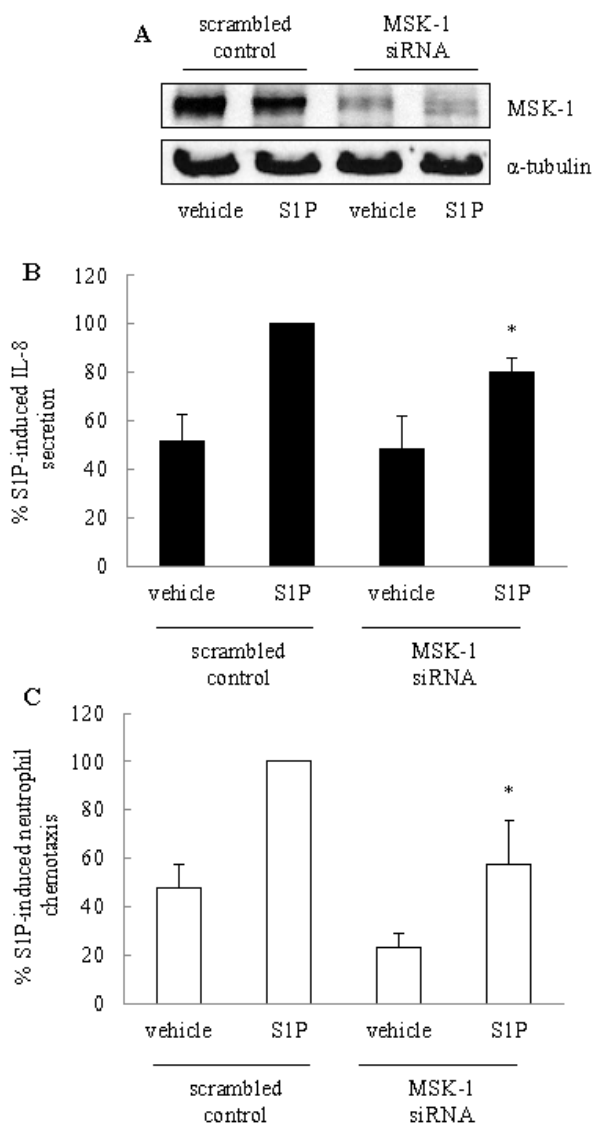 A
scrambled
control
MSK-1
siRNA
MSK-1
α-tubulin
vehicle S1P vehicle S1P
B
% S1P-induced IL-8
secretion
120
100
80
60
40
20
0
*
vehicle S1P vehicle S1P
scrambled
control
MSK-1
siRNA
C
% S1P-induced neutrophil
chemotaxis
120
100
80
60
40
20
0
*
vehicle S1P vehicle S1P
scrambled
control
MSK-1
siRNA